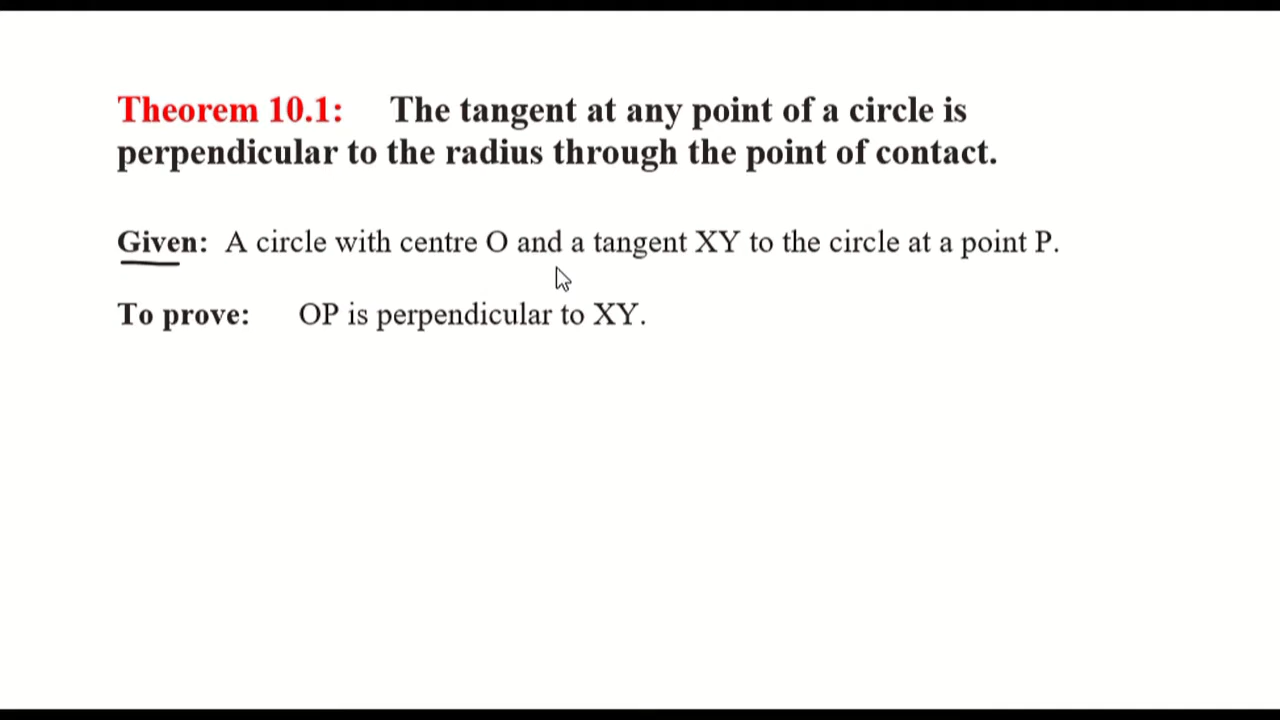 Theorem 10.1: The tangent at any point of a circle is
perpendicular to the radius through the point of contact.
Given: A circle with centre O and a tangent XY to the circle at a point P.
To prove: OP is perpendicular to XY.